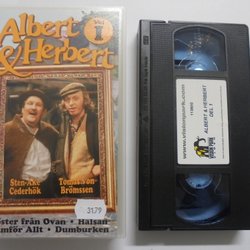 Albert
Vol 1
& Herbert
Sten-Åke
Cederhök
Tomas von
Brömssen
3179
ster från Ovan • Hälsan
mför Allt • Dumburken
ALBERT & HERBERT
DEL 1